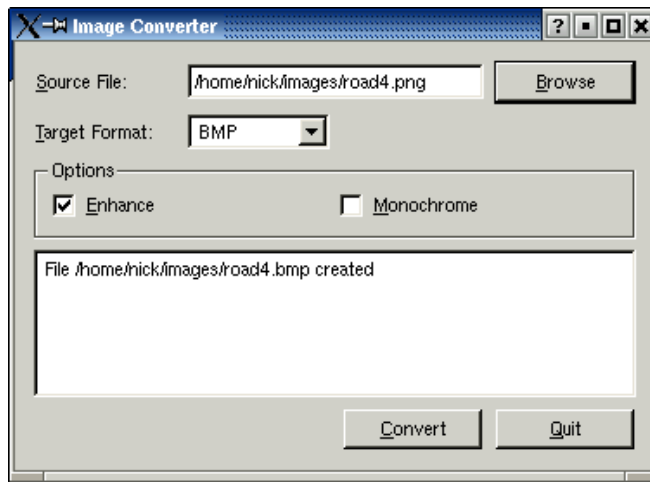 Image Converter
Source File: /home/nick/images/road4.png Browse
Target Format: BMP
Options
Enhance Monochrome
File /home/nick/images/road4.bmp created
Convert Quit